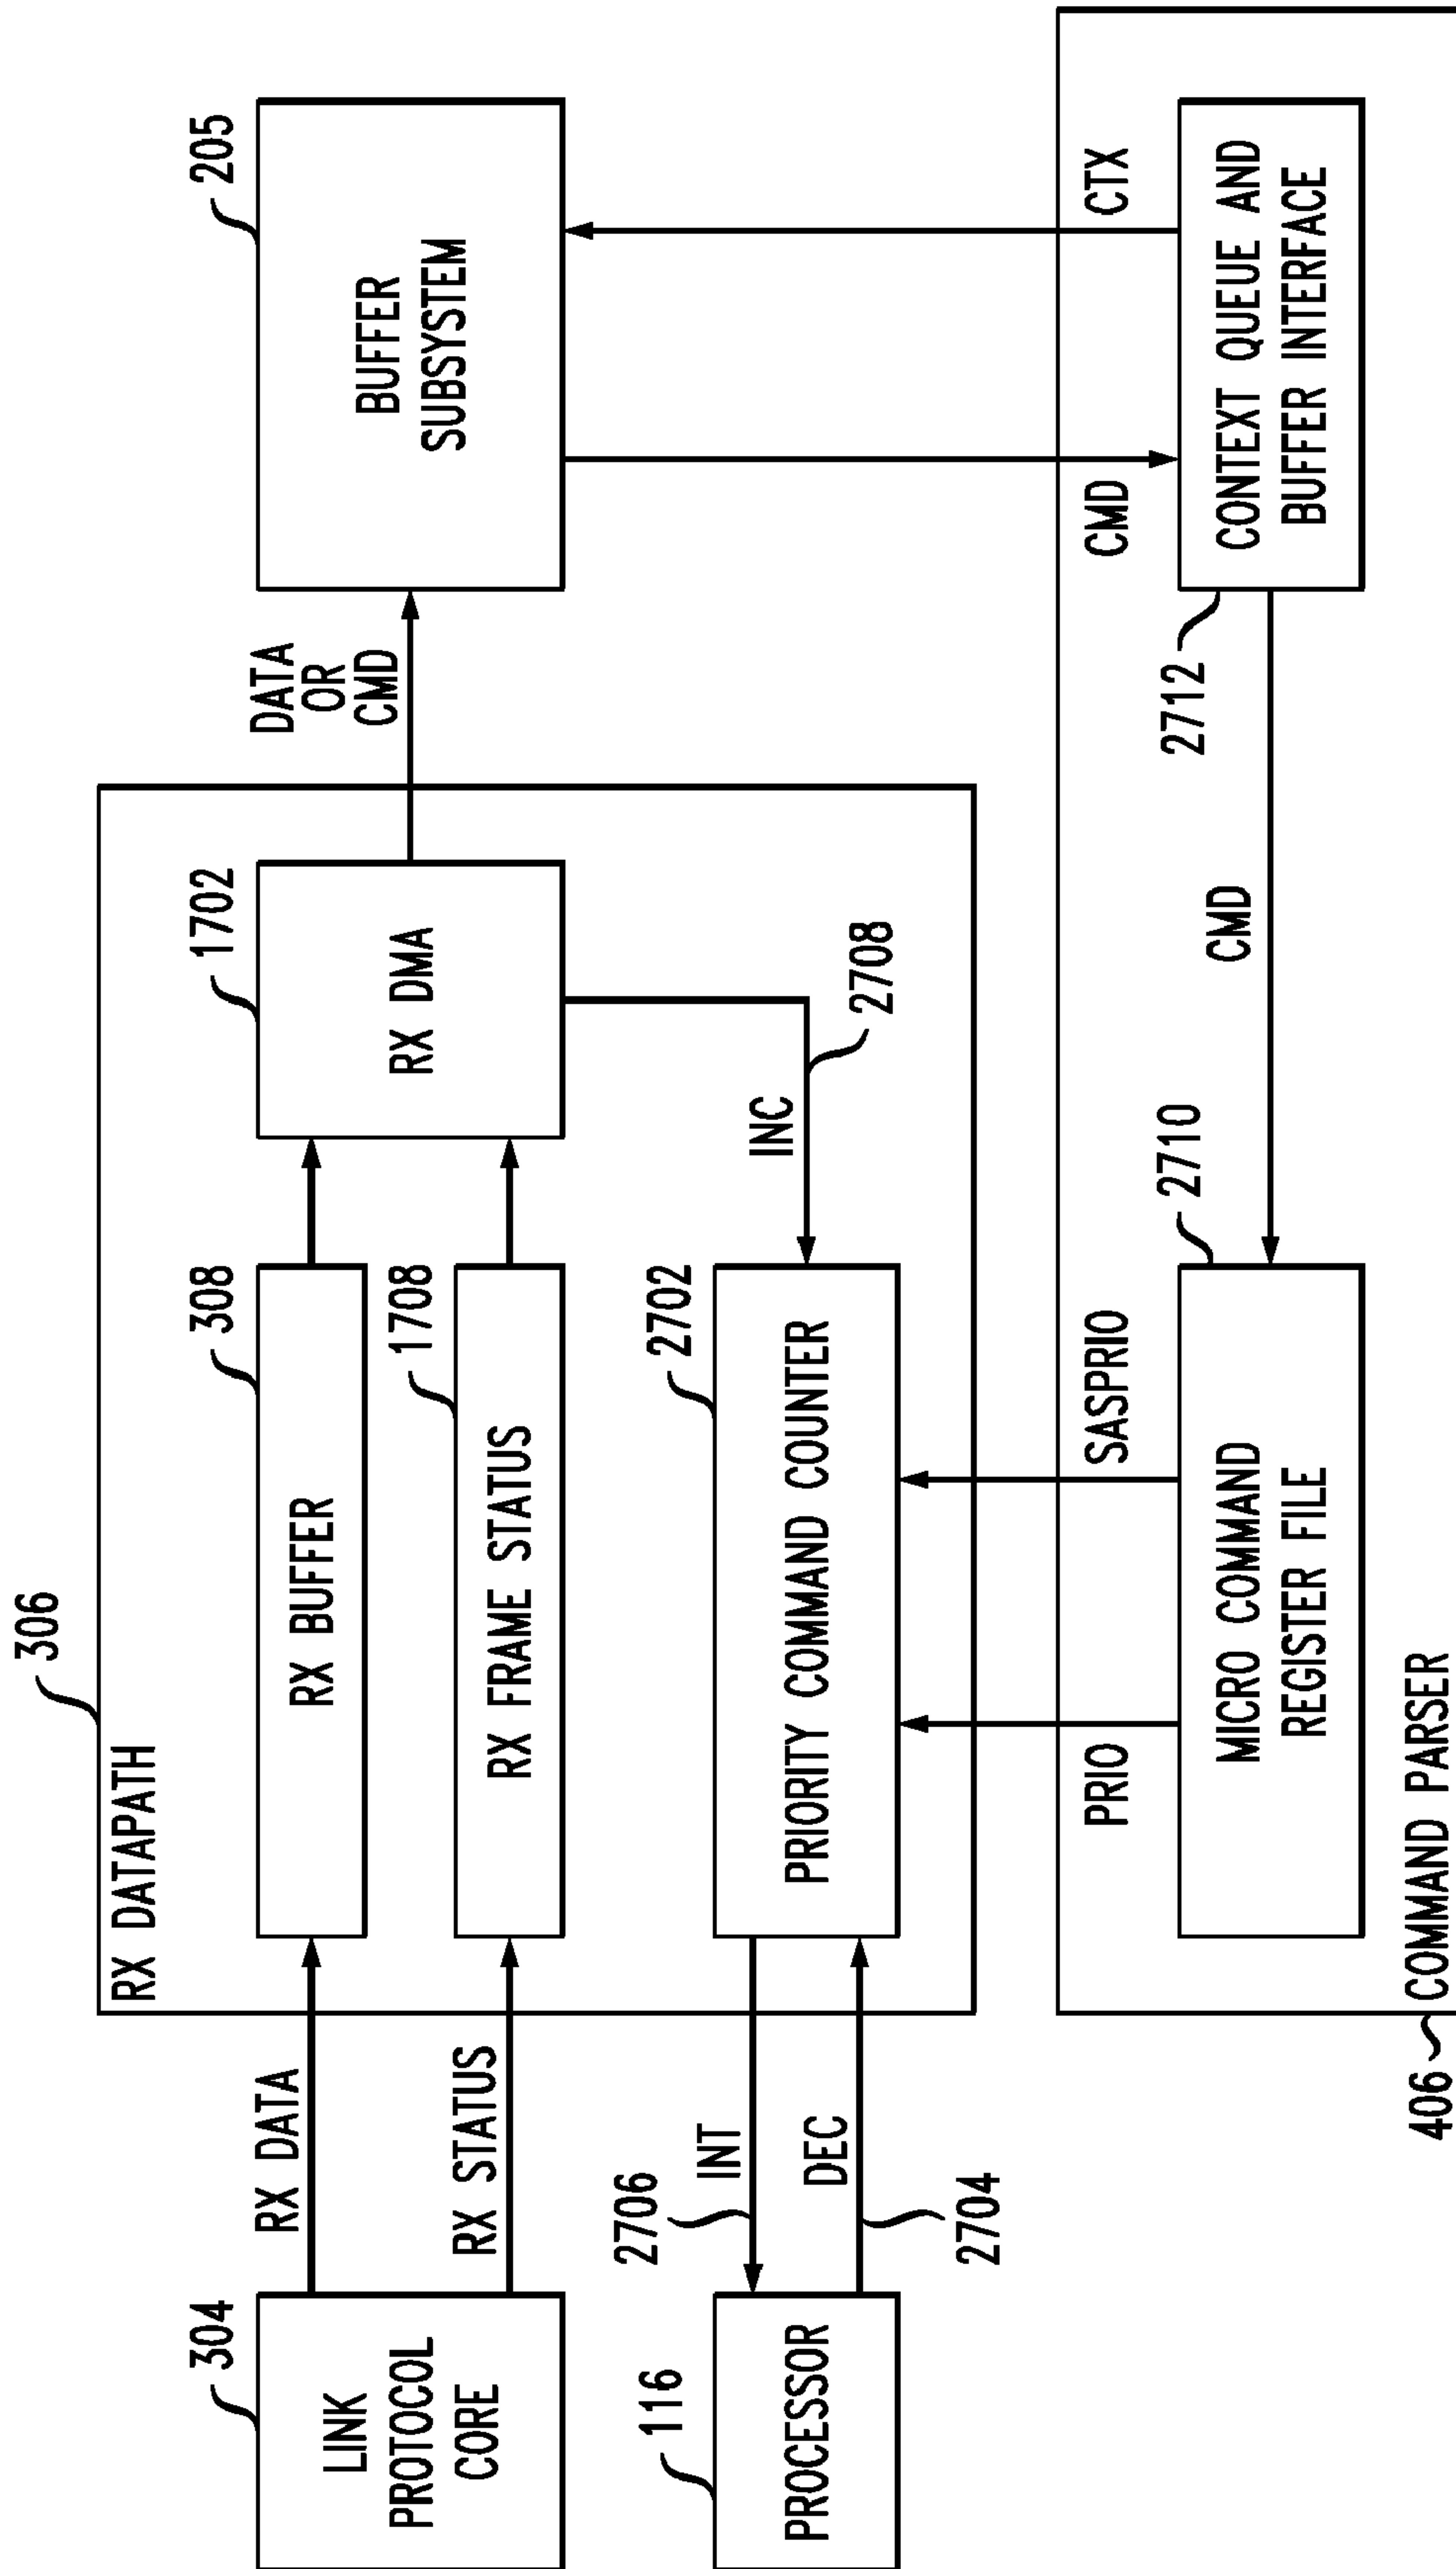 306
RX DATAPATH
304
LINK
PROTOCOL
CORE
RX DATA
RX STATUS
308
RX BUFFER
1708
RX FRAME STATUS
1702
RX DMA
DATA
OR
CMD
205
BUFFER
SUBSYSTEM
116
PROCESSOR
2706
INT
DEC
2704
2702
PRIORITY COMMAND COUNTER
INC
2708
PRIO
SASPRIO
CMD
CTX
2710
MICRO COMMAND
REGISTER FILE
CMD
2712
CONTEXT QUEUE AND
BUFFER INTERFACE
406
COMMAND PARSER